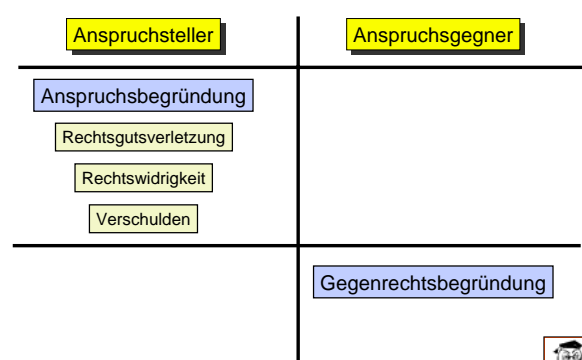 Anspruchsteller
Anspruchsgegner
Anspruchsbegründung
Rechtsgutsverletzung
Rechtswidrigkeit
Verschulden
Gegenrechtsbegründung